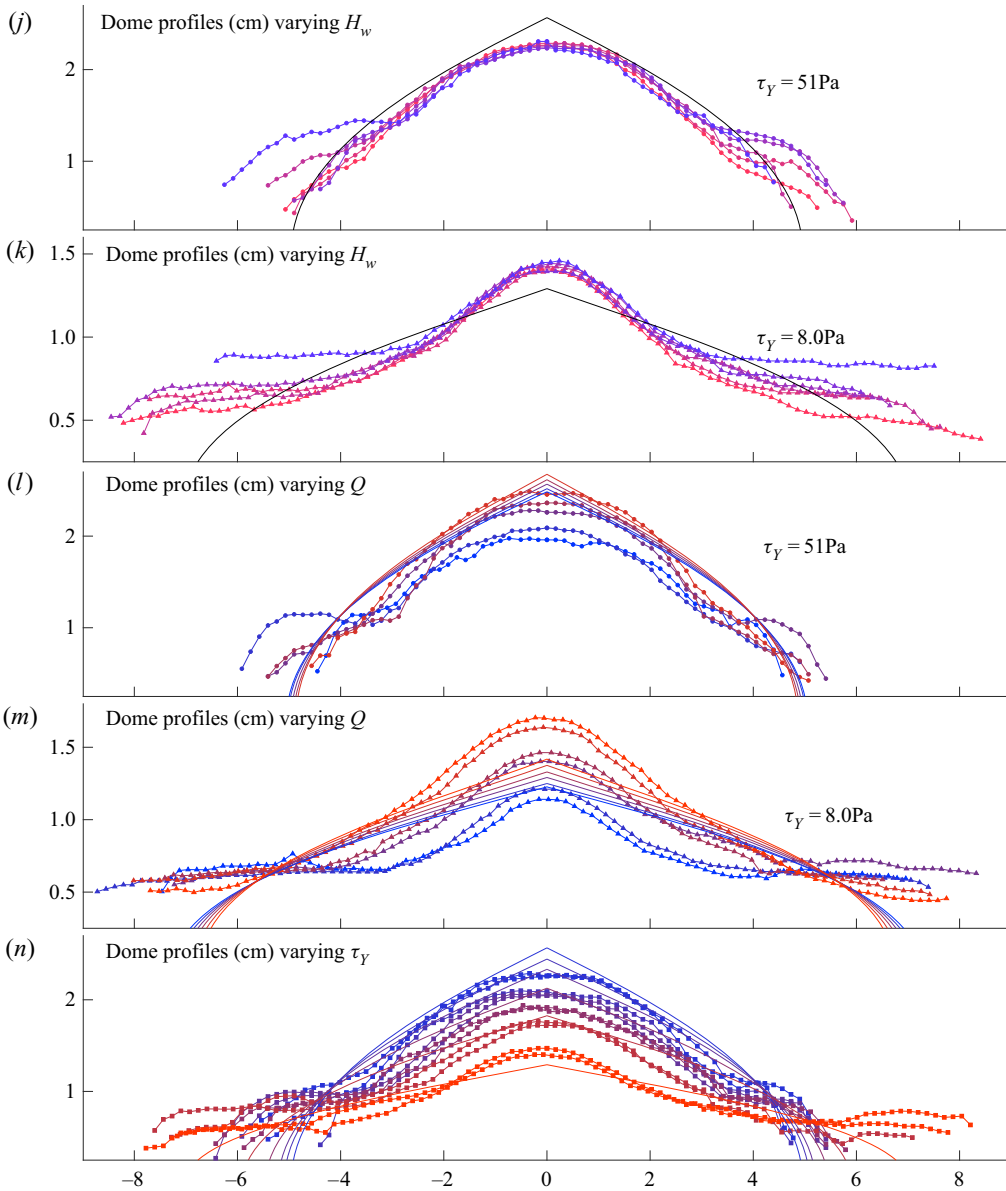 (j) Dome profiles (cm) varying H_w
2
τ_Y = 51Pa
1
(k) Dome profiles (cm) varying H_w
1.5
1.0
τ_Y = 8.0Pa
0.5
(l) Dome profiles (cm) varying Q
2
τ_Y = 51Pa
1
(m) Dome profiles (cm) varying Q
1.5
1.0
τ_Y = 8.0Pa
0.5
(n) Dome profiles (cm) varying τ_Y
2
1
–8 –6 –4 –2 0 2 4 6 8